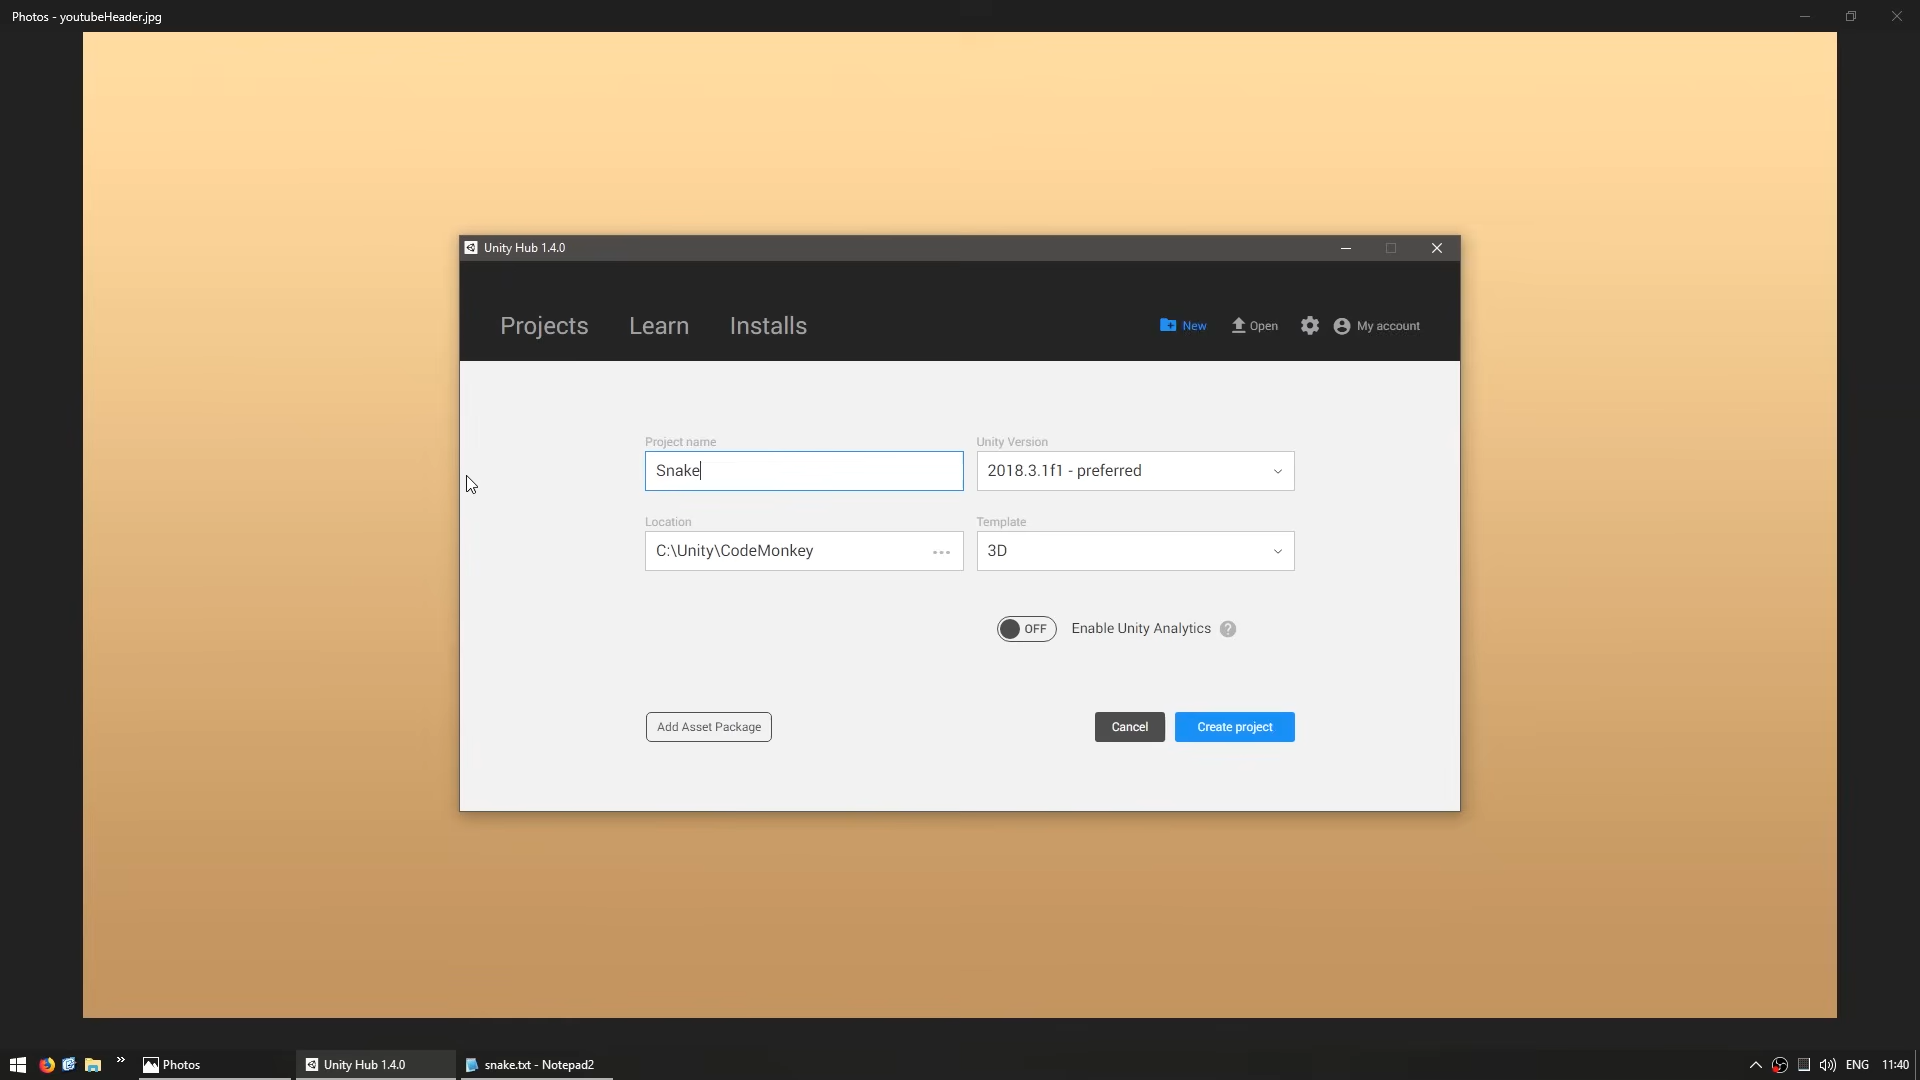 Photos - youtubeHeader.jpg
Unity Hub 1.4.0
Projects Learn Installs New Open My account
Project name Unity Version
Snake 2018.3.1f1 - preferred
Location Template
C:\Unity\CodeMonkey ... 3D
OFF Enable Unity Analytics ?
Add Asset Package Cancel Create project
Photos Unity Hub 1.4.0 snake.txt - Notepad2 ENG 11:40